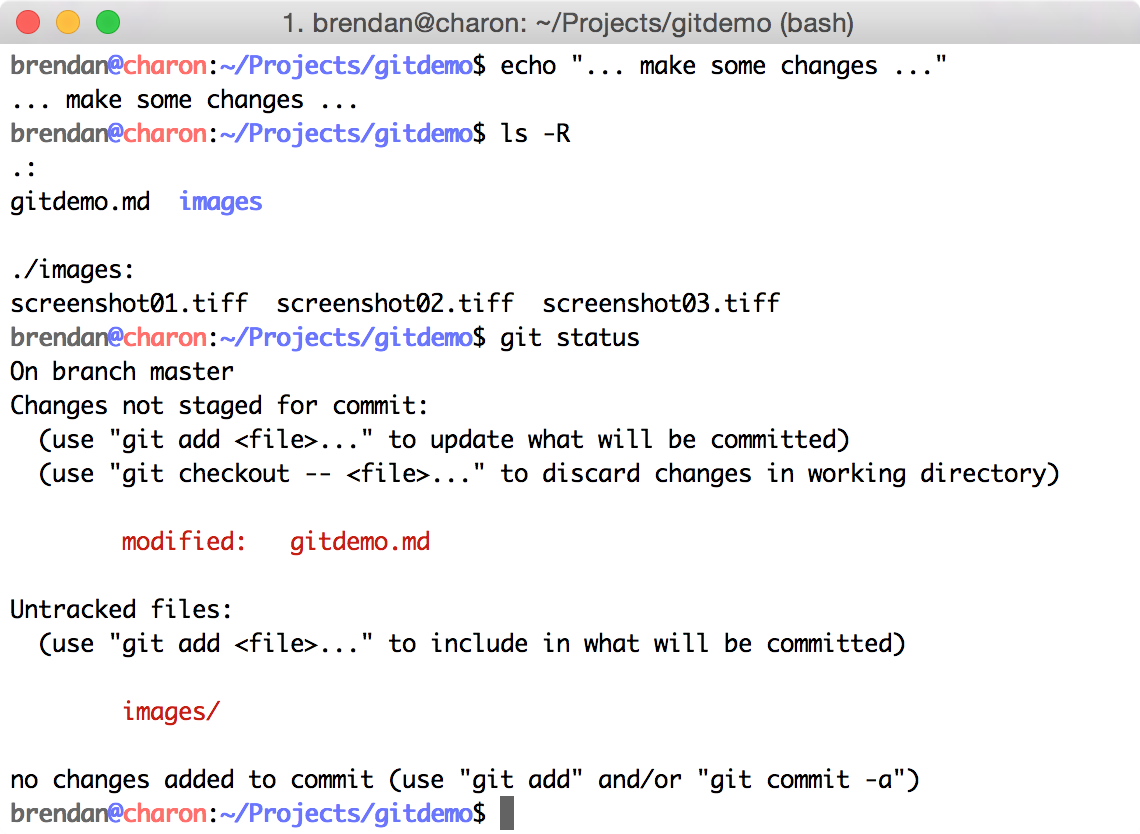 1. brendan@charon: ~/Projects/gitdemo (bash)
brendan@charon:~/Projects/gitdemo$ echo "... make some changes ..."
... make some changes ...
brendan@charon:~/Projects/gitdemo$ ls -R
.:
gitdemo.md  images
./images:
screenshot01.tiff  screenshot02.tiff  screenshot03.tiff
brendan@charon:~/Projects/gitdemo$ git status
On branch master
Changes not staged for commit:
  (use "git add <file>..." to update what will be committed)
  (use "git checkout -- <file>..." to discard changes in working directory)
        modified:   gitdemo.md
Untracked files:
  (use "git add <file>..." to include in what will be committed)
        images/
no changes added to commit (use "git add" and/or "git commit -a")
brendan@charon:~/Projects/gitdemo$